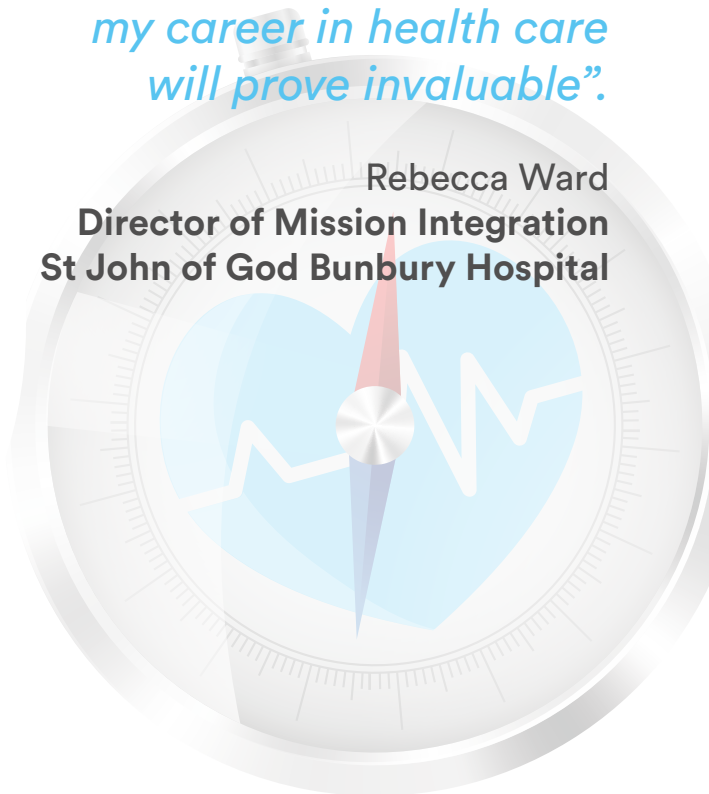 my career in health care
will prove invaluable”.
Rebecca Ward
Director of Mission Integration
St John of God Bunbury Hospital